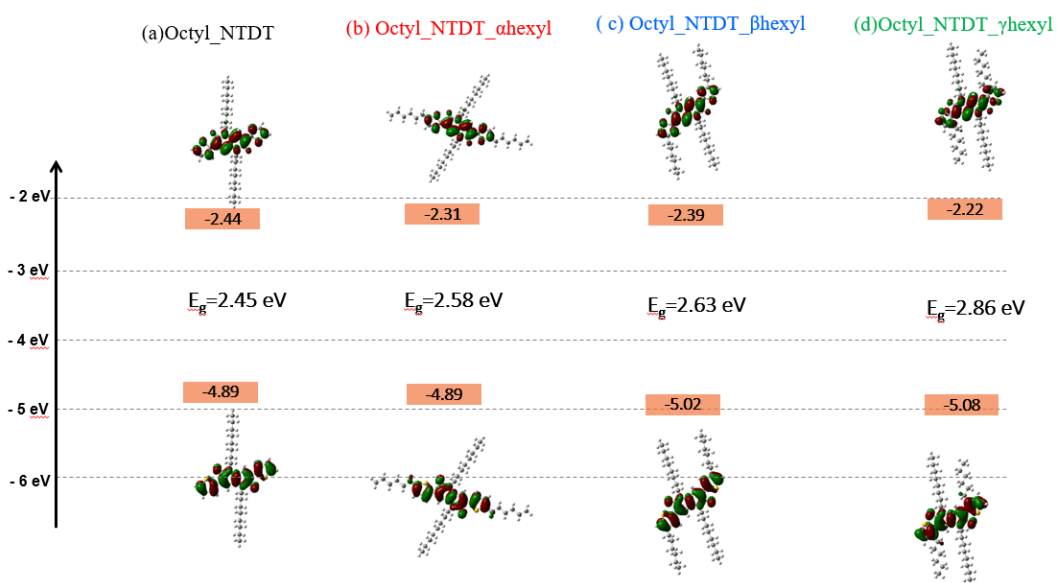 (a)Octyl_NTDT
(b) Octyl_NTDT_αhexyl
( c) Octyl_NTDT_βhexyl
(d)Octyl_NTDT_γhexyl
- 2 eV
-2.44
-2.31
-2.39
-2.22
- 3 eV
Eg=2.45 eV
Eg=2.58 eV
Eg=2.63 eV
Eg=2.86 eV
- 4 eV
-4.89
-4.89
-5.02
-5.08
- 5 eV
- 6 eV